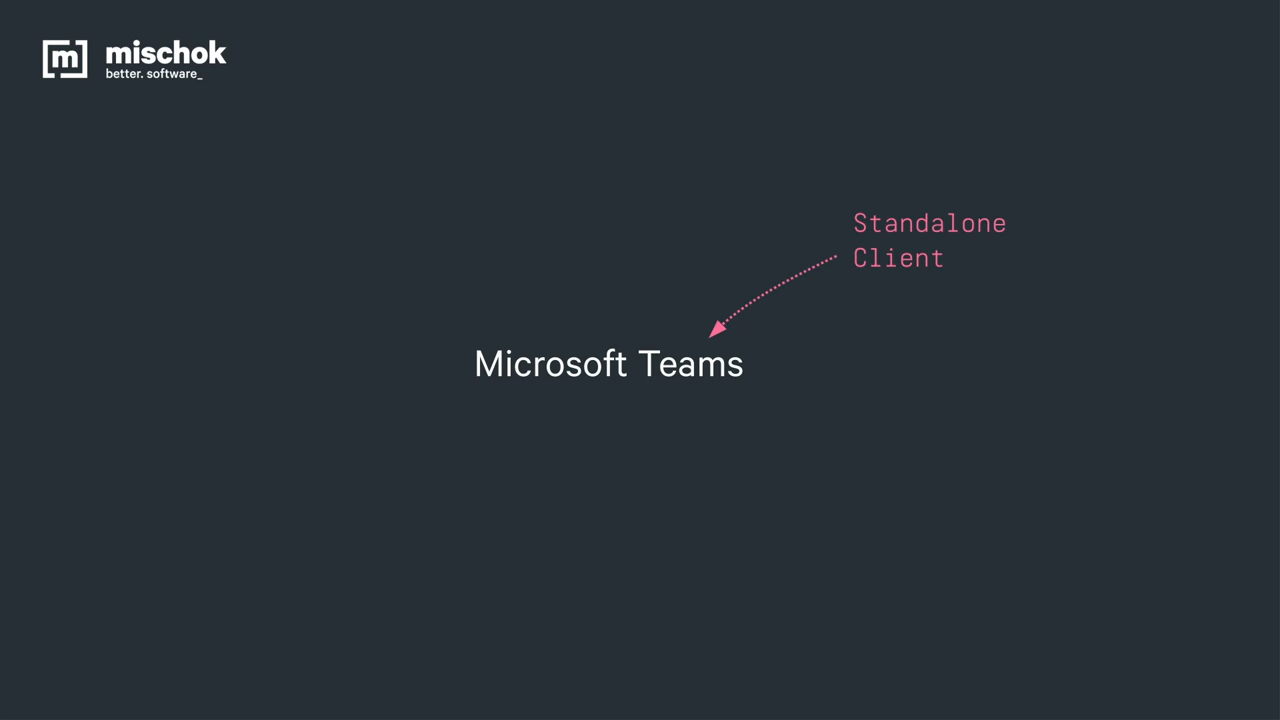 mischok
better. software_
Standalone
Client
Microsoft Teams